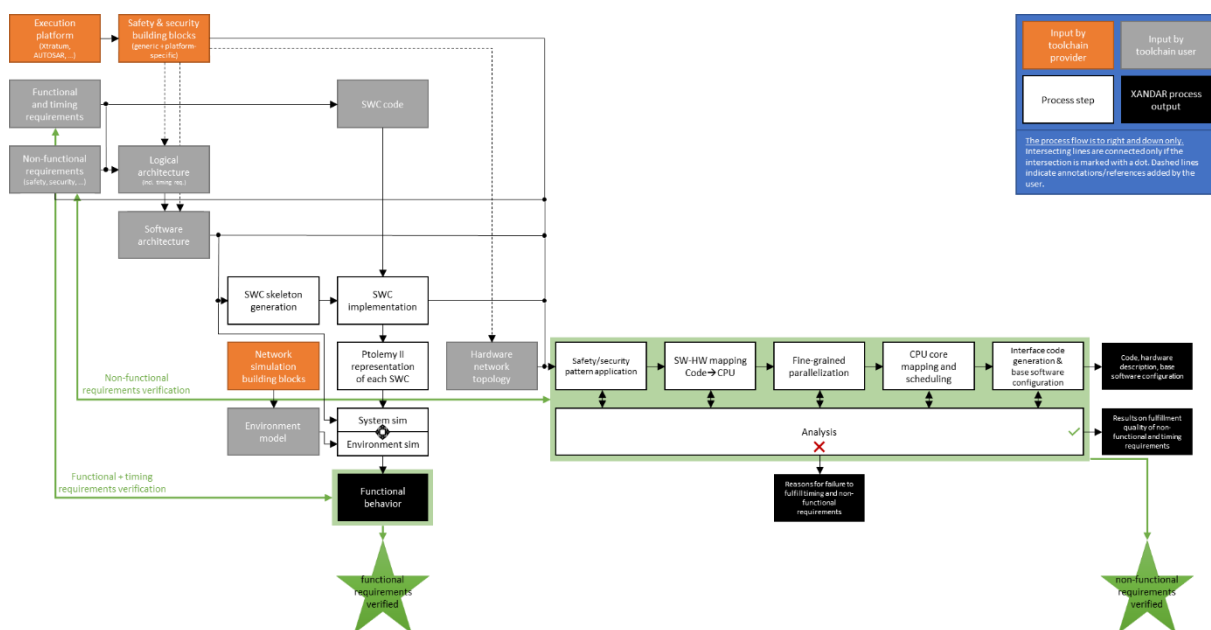 Execution
platform
(Xtratum,
AUTOSAR, ...)
Safety & security
building blocks
(generic + platform-
specific)
Input by
toolchain
provider
Input by
toolchain user
Functional
and timing
requirements
SWC code
Process step
XANDAR process
output
Non-functional
requirements
(safety, security, ...)
Logical
architecture
(incl. timing req.)
The process flow is to right and down only.
Intersecting lines are connected only if the
intersection is marked with a dot. Dashed lines
indicate annotations/references added by the
user.
Software
architecture
SWC skeleton
generation
SWC
implementation
Network
simulation
building blocks
Ptolemy II
representation
of each SWC
Hardware
network
topology
Safety/security
pattern application
SW-HW mapping
Code→CPU
Fine-grained
parallelization
CPU core
mapping and
scheduling
Interface code
generation &
base software
configuration
Code, hardware
description, base
software configuration
Non-functional
requirements verification
Environment
model
System sim
Environment sim
Analysis
Results on fulfillment
quality of non-
functional and timing
requirements
Functional + timing
requirements verification
Functional
behavior
Reasons for failure to
fulfill timing and non-
functional
requirements
functional
requirements
verified
non-functional
requirements
verified